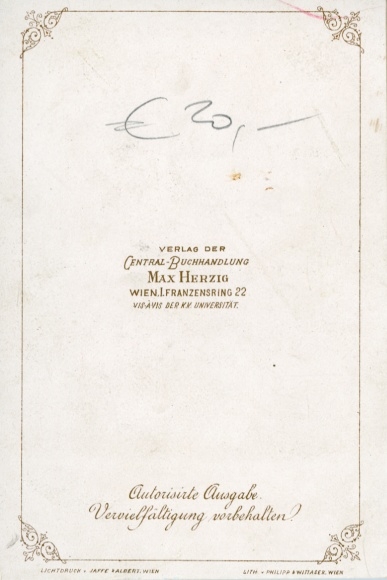 € 20,-
VERLAG DER
CENTRAL-BUCHHANDLUNG
MAX HERZIG
WIEN, I. FRANZENSRING 22
VIS-À-VIS DER K.K. UNIVERSITÄT.
Autorisirte Ausgabe.
Vervielfältigung vorbehalten.
LICHTDRUCK v. JAFFE & ALBERT, WIEN
LITH. v. PHILIPP & WITTASEK, WIEN